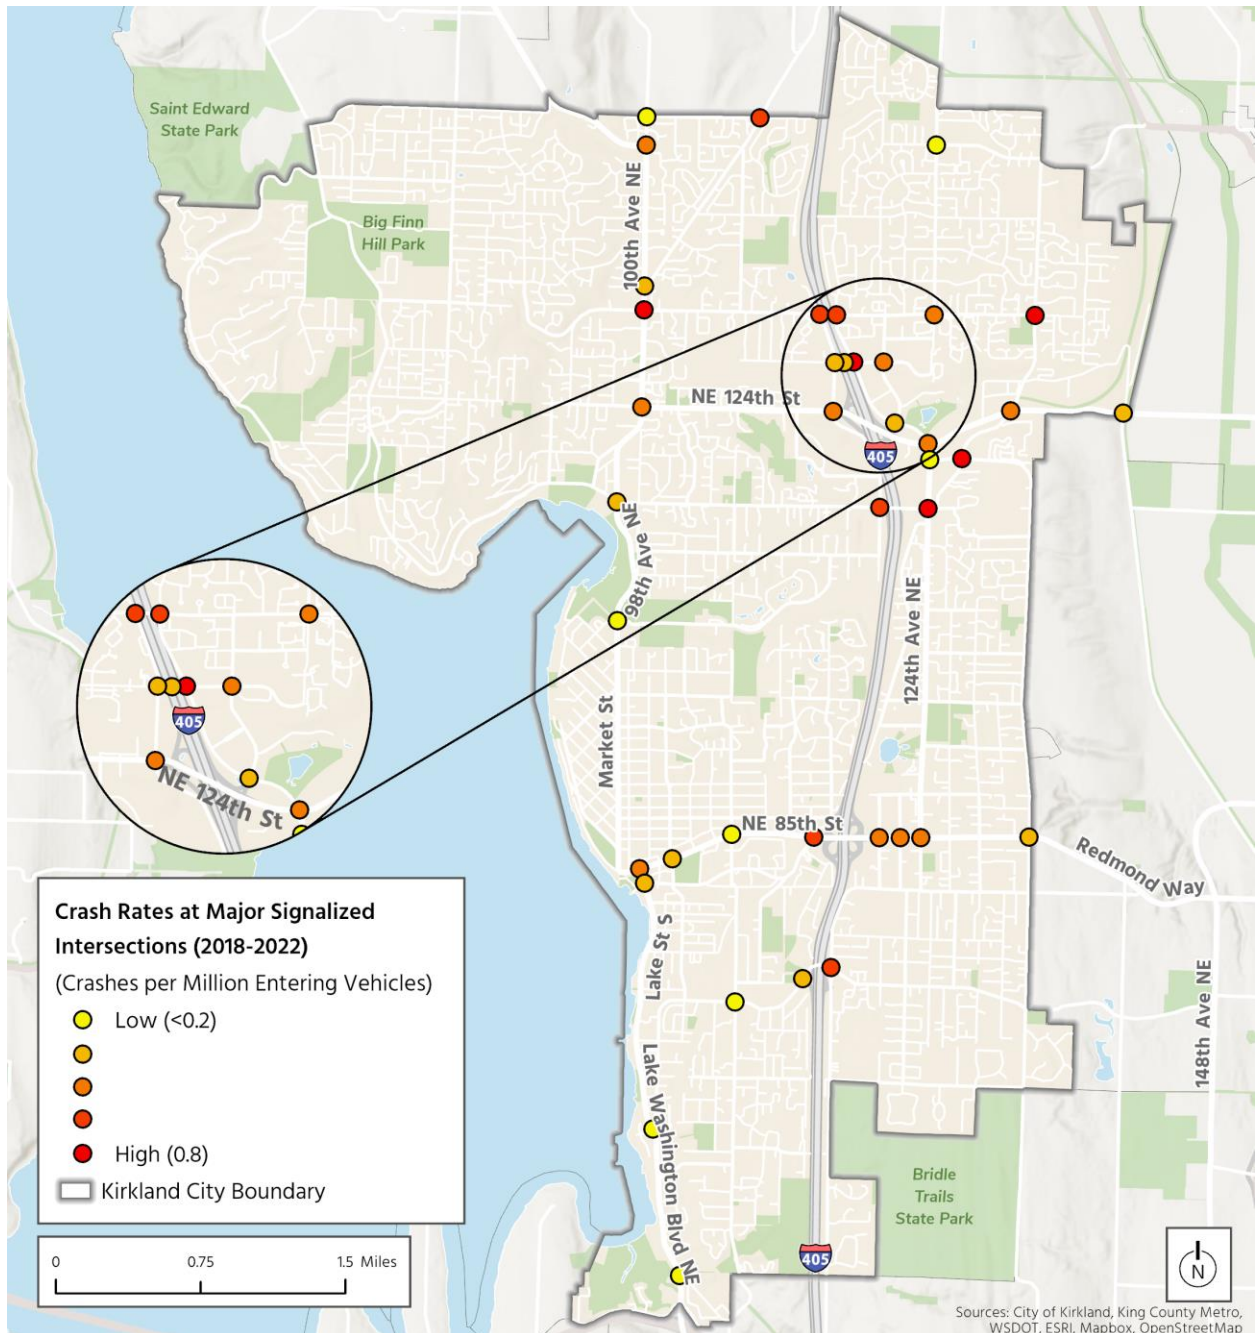 Saint Edward
State Park
Big Finn
Hill Park
100th Ave NE
NE 124th St
405
98th Ave NE
124th Ave NE
405
NE 124th St
Market St
NE 85th St
Redmond Way
Lake St S
148th Ave NE
Lake Washington Blvd NE
Bridle
Trails
State Park
405
Crash Rates at Major Signalized
Intersections (2018-2022)
(Crashes per Million Entering Vehicles)
Low (<0.2)
High (0.8)
Kirkland City Boundary
0 0.75 1.5 Miles
N
Sources: City of Kirkland, King County Metro,
WSDOT, ESRI, Mapbox, OpenStreetMap